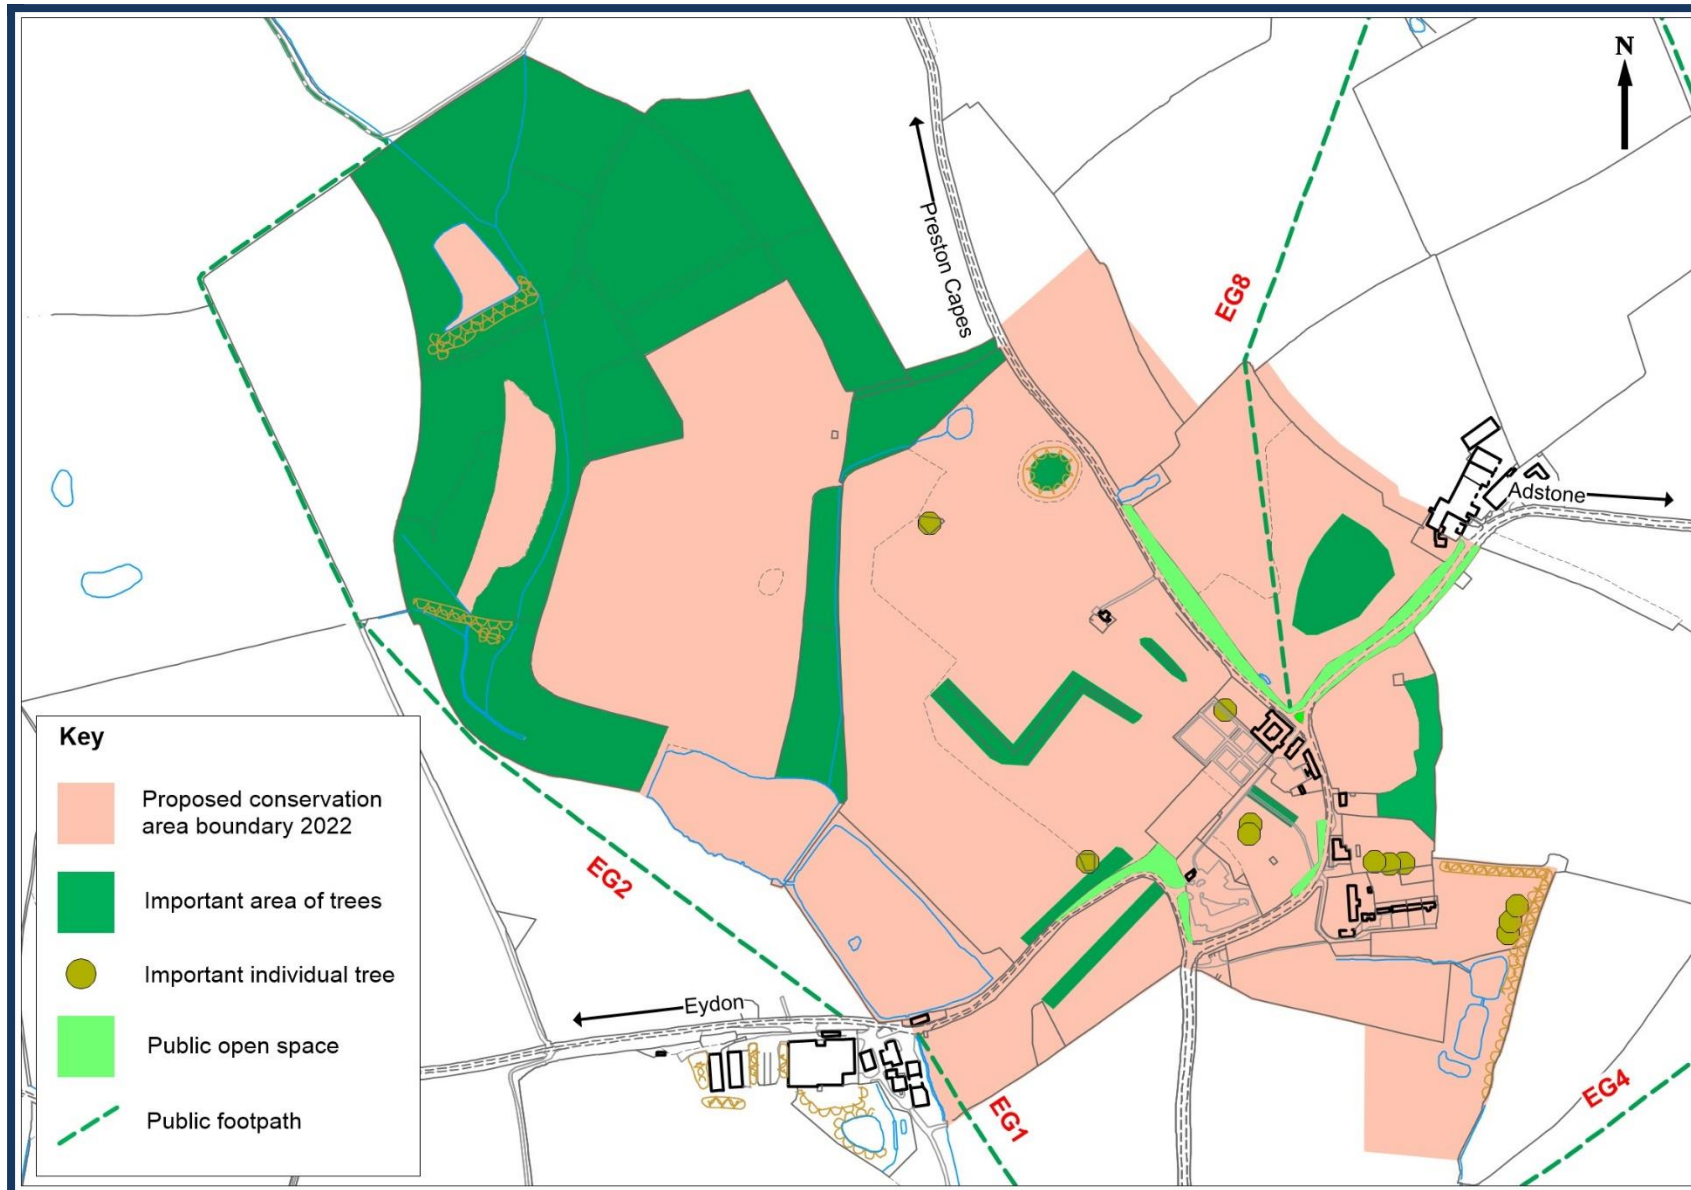 N
Preston Capes
EG8
Adstone
Key
Proposed conservation
area boundary 2022
Important area of trees
Important individual tree
Public open space
Public footpath
EG2
Eydon
EG1
EG4